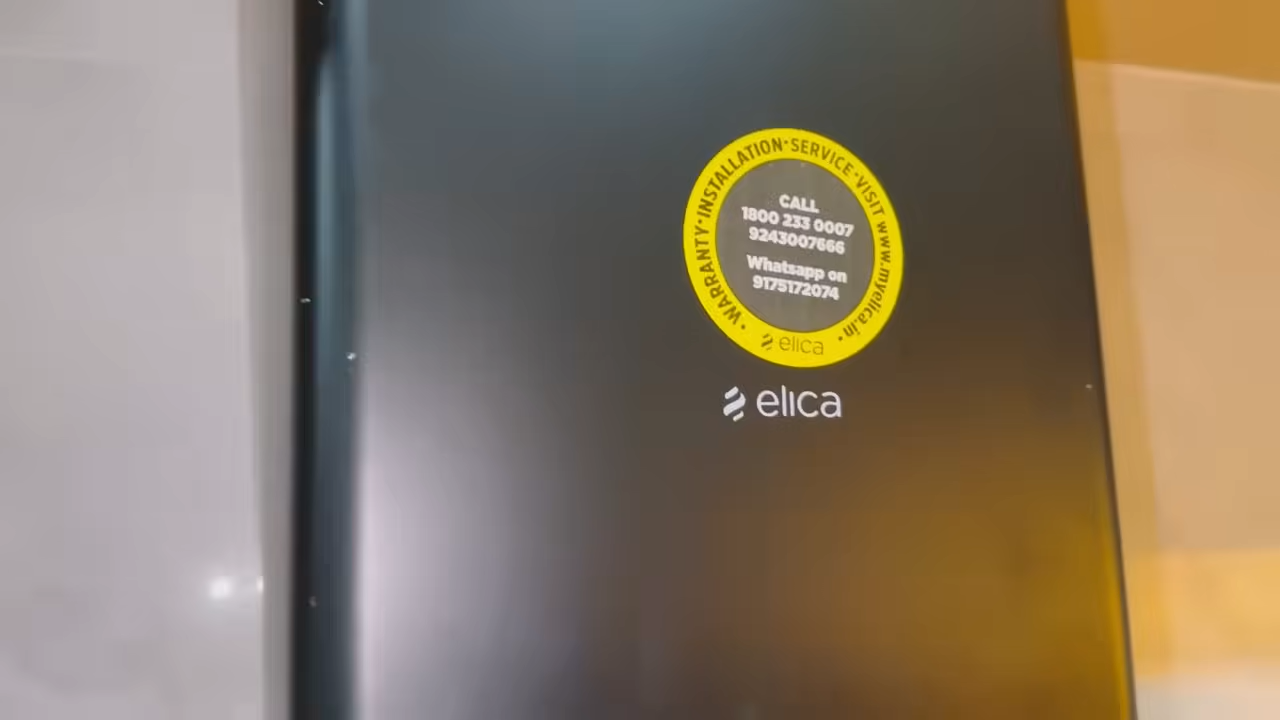 WARRANTY • INSTALLATION • SERVICE • VISIT www.myelica.in
CALL
1800 233 0007
9243007666
Whatsapp on
9175172074
elica
elica